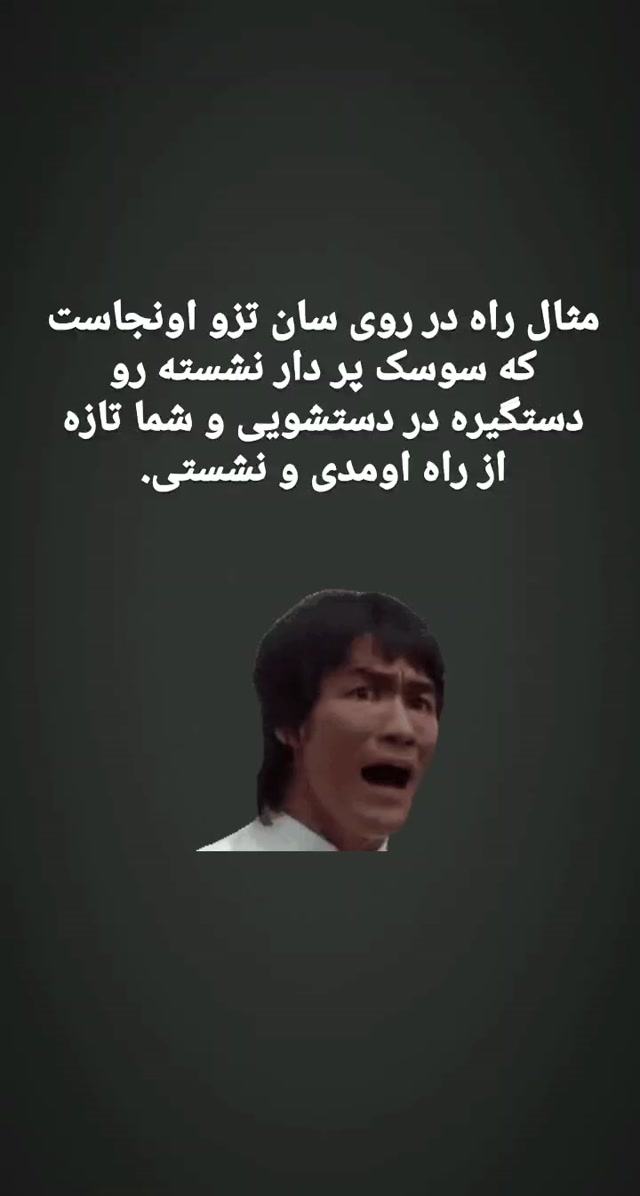 مثال راه در روی سان تزو اونجاست
که سوسک پر دار نشسته رو
دستگیره در دستشویی و شما تازه
از راه اومدی و نشستی.